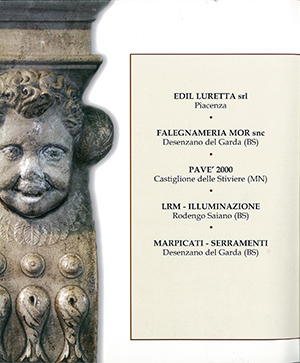 EDIL LURETTA srl
Piacenza
•
FALEGNAMERIA MOR snc
Desenzano del Garda (BS)
•
PAVE' 2000
Castiglione delle Stiviere (MN)
•
LRM - ILLUMINAZIONE
Rodengo Saiano (BS)
•
MARPICATI - SERRAMENTI
Desenzano del Garda (BS)